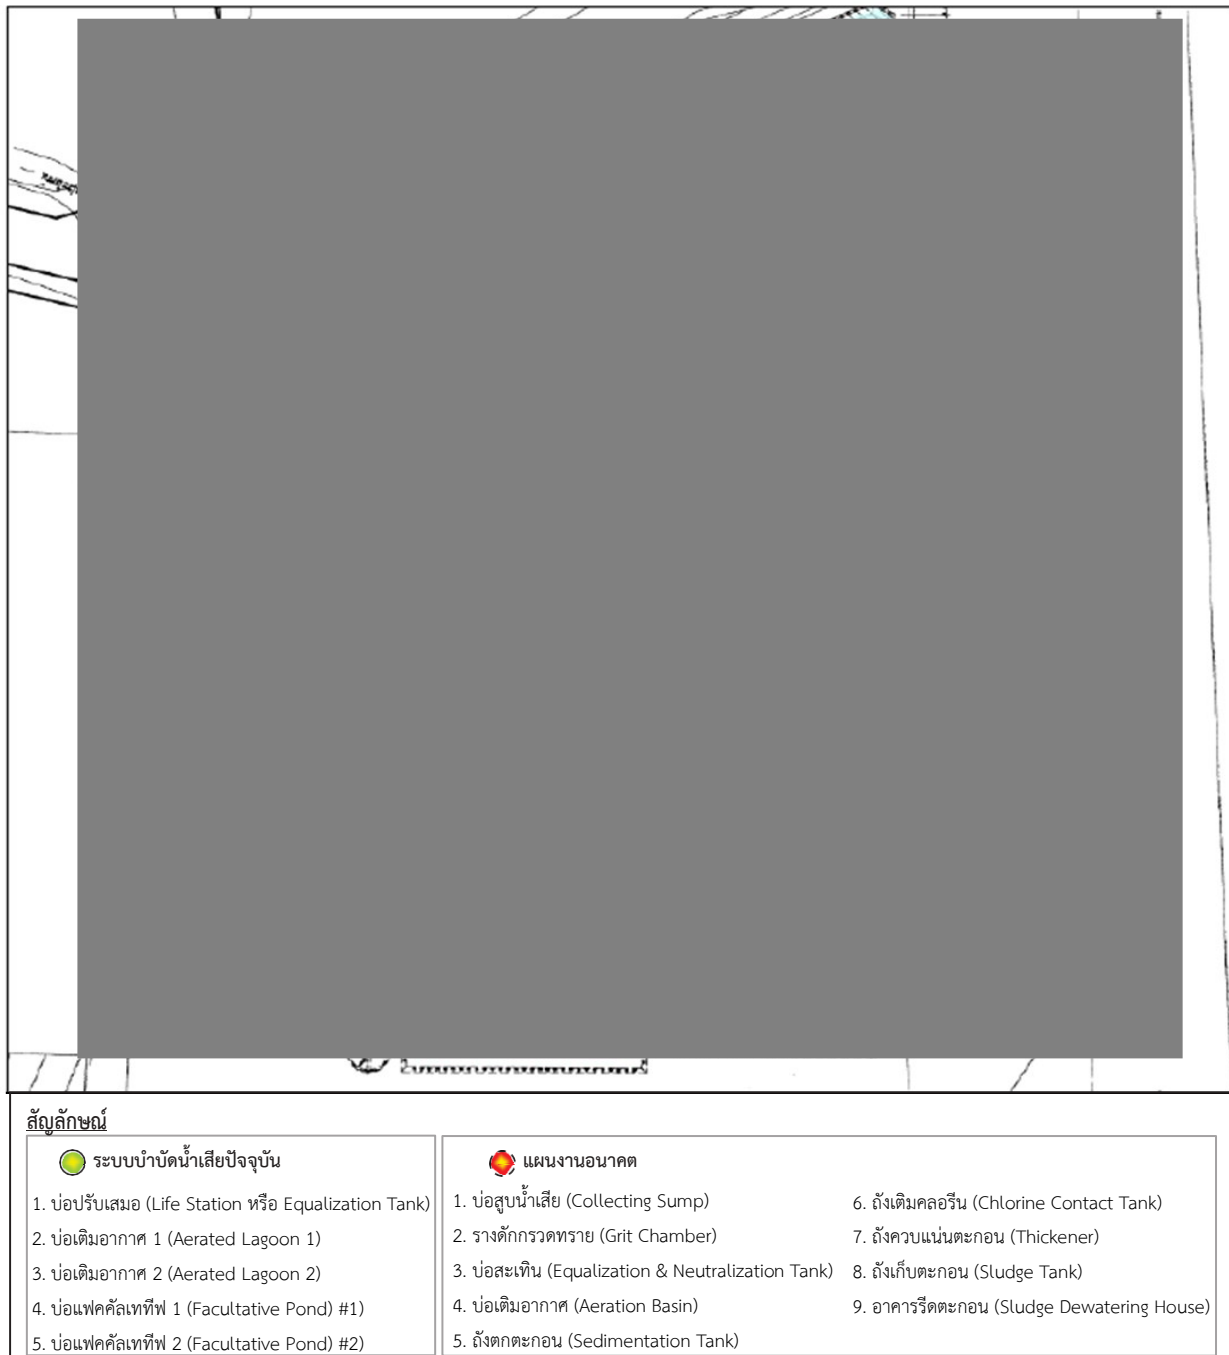 สัญลักษณ์
ระบบบำบัดน้ำเสียปัจจุบัน
1. บ่อปรับเสมอ (Life Station หรือ Equalization Tank)
2. บ่อเติมอากาศ 1 (Aerated Lagoon 1)
3. บ่อเติมอากาศ 2 (Aerated Lagoon 2)
4. บ่อแฟคคัลเททีฟ 1 (Facultative Pond) #1)
5. บ่อแฟคคัลเททีฟ 2 (Facultative Pond) #2)
แผนงานอนาคต
1. บ่อสูบน้ำเสีย (Collecting Sump)
2. รางดักกรวดทราย (Grit Chamber)
3. บ่อสะเทิน (Equalization & Neutralization Tank)
4. บ่อเติมอากาศ (Aeration Basin)
5. ถังตกตะกอน (Sedimentation Tank)
6. ถังเติมคลอรีน (Chlorine Contact Tank)
7. ถังควบแน่นตะกอน (Thickener)
8. ถังเก็บตะกอน (Sludge Tank)
9. อาคารรีดตะกอน (Sludge Dewatering House)